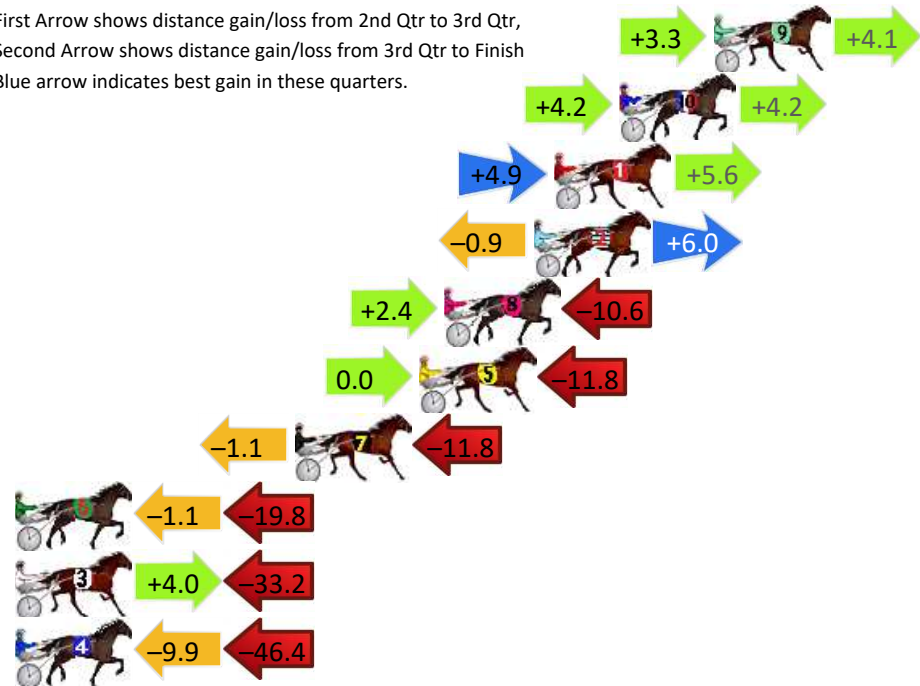 First Arrow shows distance gain/loss from 2nd Qtr to 3rd Qtr,
Second Arrow shows distance gain/loss from 3rd Qtr to Finish
Blue arrow indicates best gain in these quarters.
+3.3 9 +4.1
+4.2 10 +4.2
+4.9 1 +5.6
–0.9 +6.0
+2.4 8 –10.6
0.0 5 –11.8
–1.1 7 –11.8
–1.1 –19.8
3 +4.0 –33.2
4 –9.9 –46.4